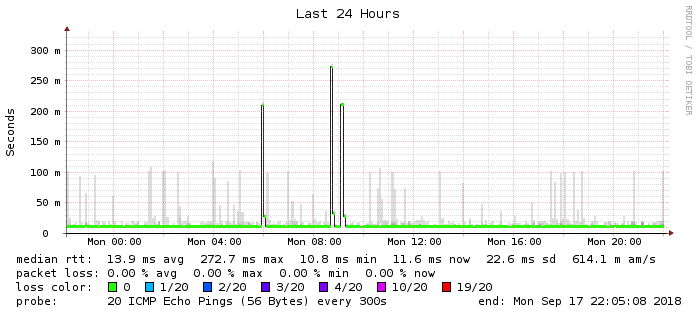 Last 24 Hours
RRDTOOL / TOBI OETIKER
Seconds
300 m
250 m
200 m
150 m
100 m
50 m
0
Mon 00:00 Mon 04:00 Mon 08:00 Mon 12:00 Mon 16:00 Mon 20:00
median rtt: 13.9 ms avg 272.7 ms max 10.8 ms min 11.6 ms now 22.6 ms sd 614.1 m am/s
packet loss: 0.00 % avg 0.00 % max 0.00 % min 0.00 % now
loss color: 0 1/20 2/20 3/20 4/20 10/20 19/20
probe: 20 ICMP Echo Pings (56 Bytes) every 300s end: Mon Sep 17 22:05:08 2018